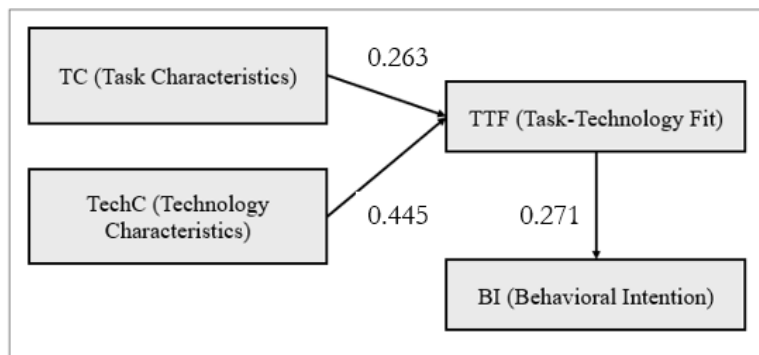 TC (Task Characteristics)
0.263
TTF (Task-Technology Fit)
TechC (Technology
Characteristics)
0.445
0.271
BI (Behavioral Intention)